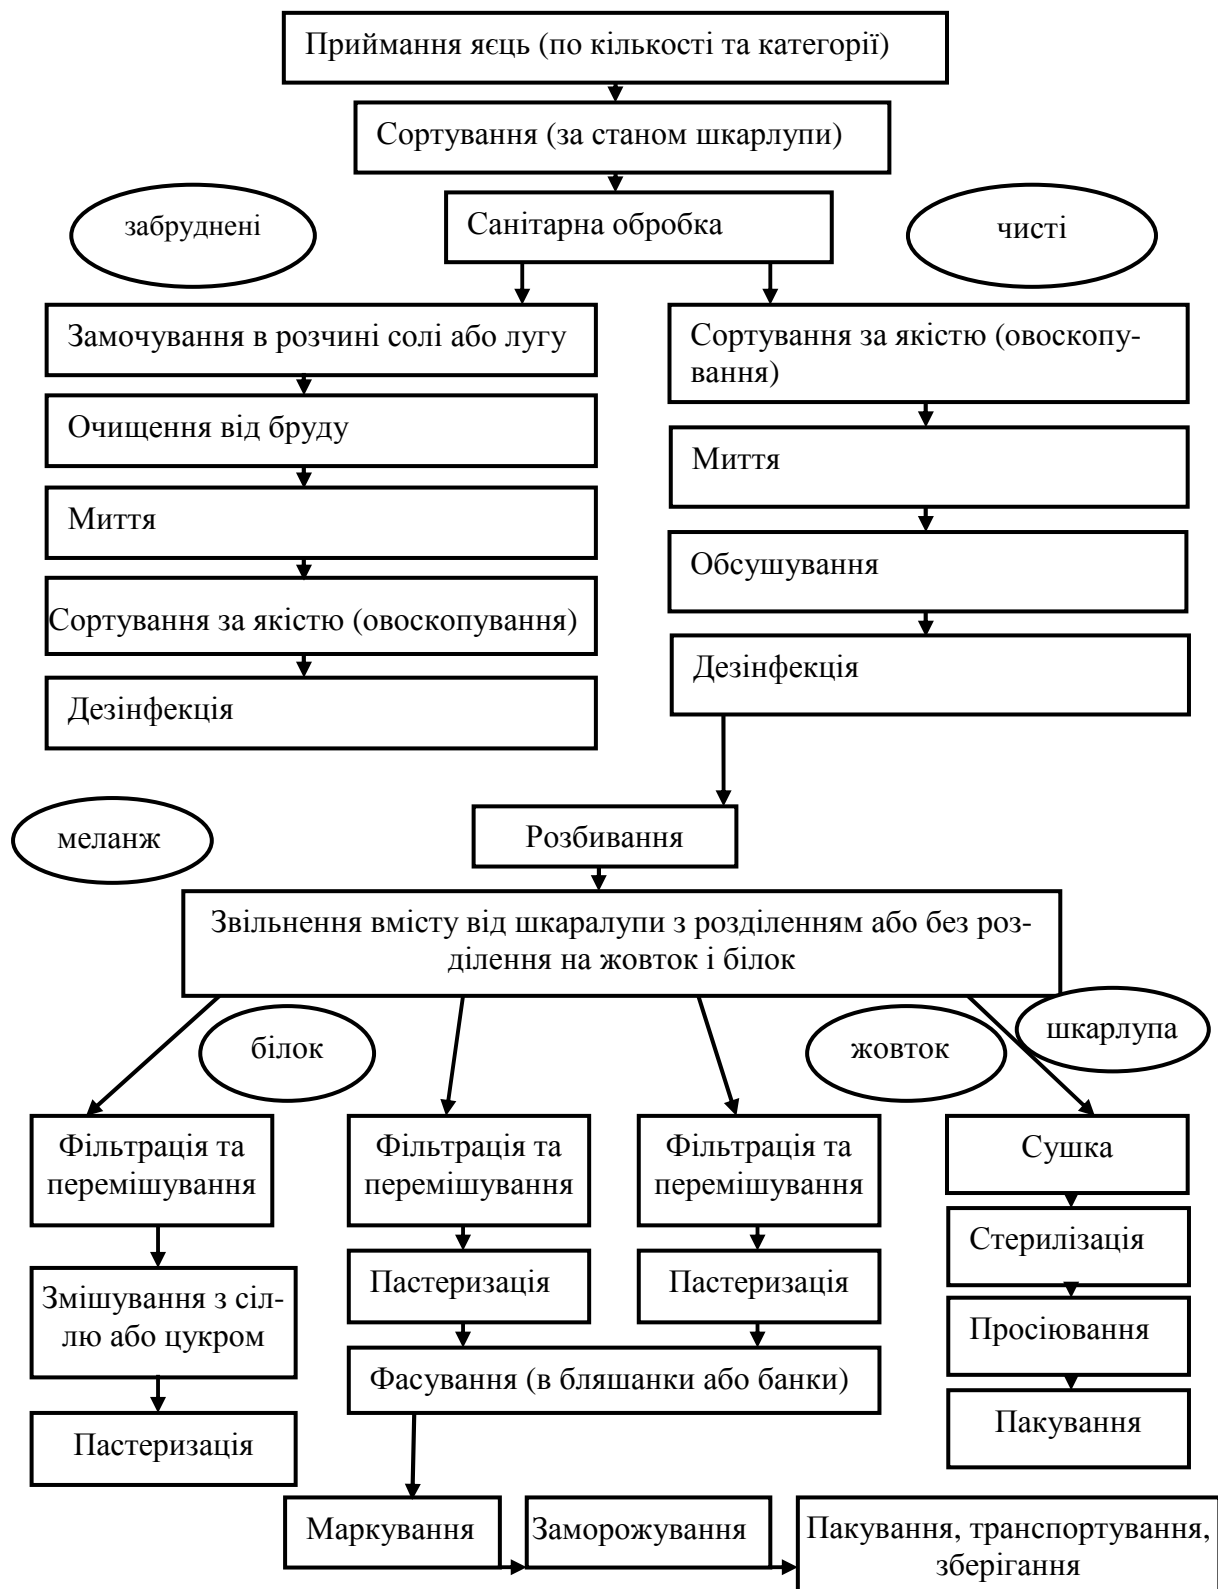 Приймання яєць (по кількості та категорії)
Сортування (за станом шкарлупи)
забруднені
Санітарна обробка
чисті
Замочування в розчині солі або лугу
Очищення від бруду
Миття
Сортування за якістю (овоскопування)
Дезінфекція
Сортування за якістю (овоскопу-
вання)
Миття
Обсушування
Дезінфекція
меланж
Розбивання
Звільнення вмісту від шкаралупи з розділенням або без роз-
ділення на жовток і білок
білок
жовток
шкарлупа
Фільтрація та
перемішування
Змішування з сіл-
лю або цукром
Пастеризація
Фільтрація та
перемішування
Пастеризація
Фільтрація та
перемішування
Пастеризація
Фасування (в бляшанки або банки)
Сушка
Стерилізація
Просіювання
Пакування
Маркування
Заморожування
Пакування, транспортування,
зберігання